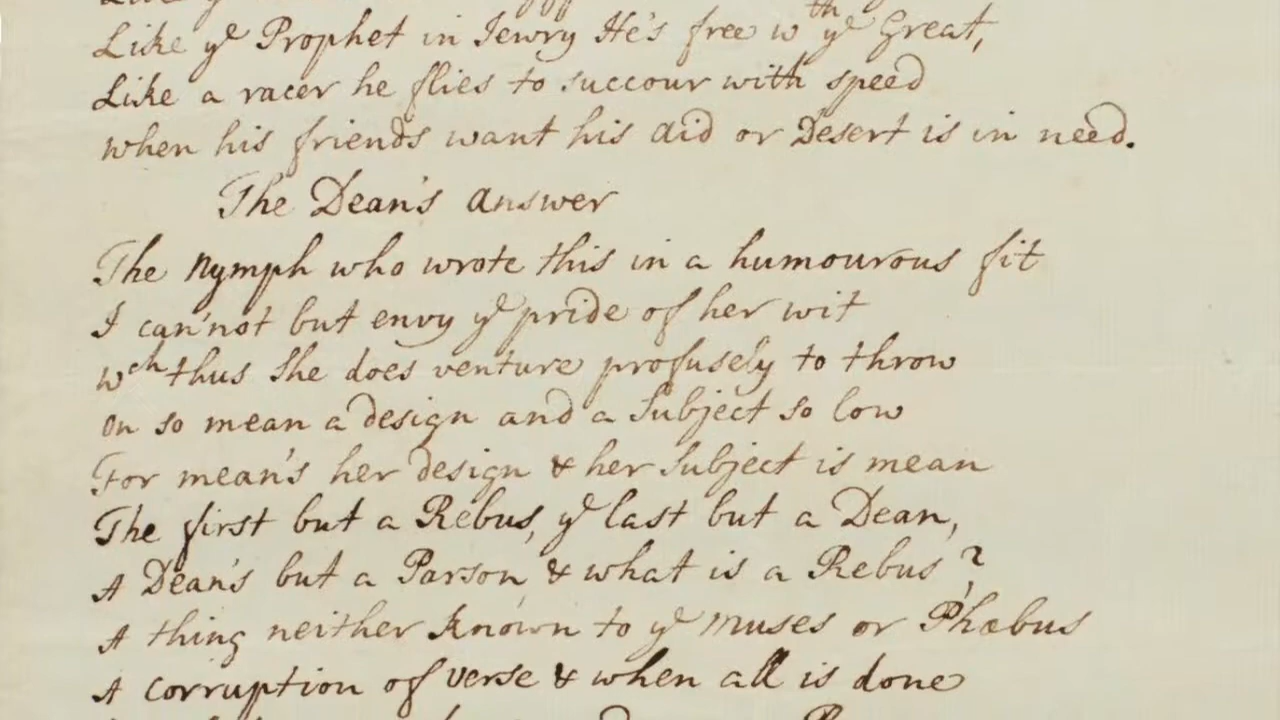 Like ye Prophet in Jewry He's free wth ye Great,
Like a racer he flies to succour with speed
when his friends want his aid or Desert is in need.
The Dean's answer
The Nymph who wrote this in a humourous fit
I can'not but envy ye pride of her wit
wch thus She does venture profusely to throw
on so mean a design and a Subject so low
For mean's her design & her Subject is mean
The first but a Rebus, ye last but a Dean,
A Dean's but a Parson & what is a Rebus?
A thing neither known to ye Muses or Phæbus
A corruption of verse & when all is done